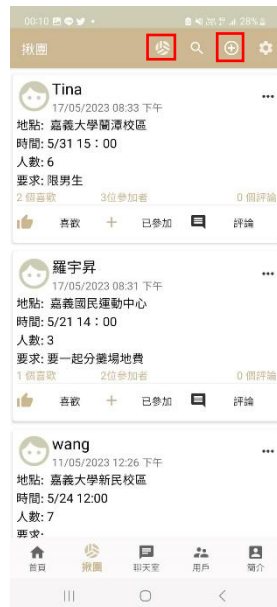 00:10
28%
揪團
Tina
17/05/2023 08:33 下午
地點: 嘉義大學蘭潭校區
時間: 5/31 15：00
人數: 6
要求: 限男生
2 個喜歡 3位參加者 0 個評論
喜歡 已參加 評論
羅宇昇
17/05/2023 08:31 下午
地點: 嘉義國民運動中心
時間: 5/21 14：00
人數: 3
要求: 要一起分攤場地費
1 個喜歡 2位參加者 0 個評論
喜歡 已參加 評論
wang
11/05/2023 12:26 下午
地點: 嘉義大學新民校區
時間: 5/24 12:00
人數: 7
要求:
首頁 揪團 聊天室 用戶 簡介